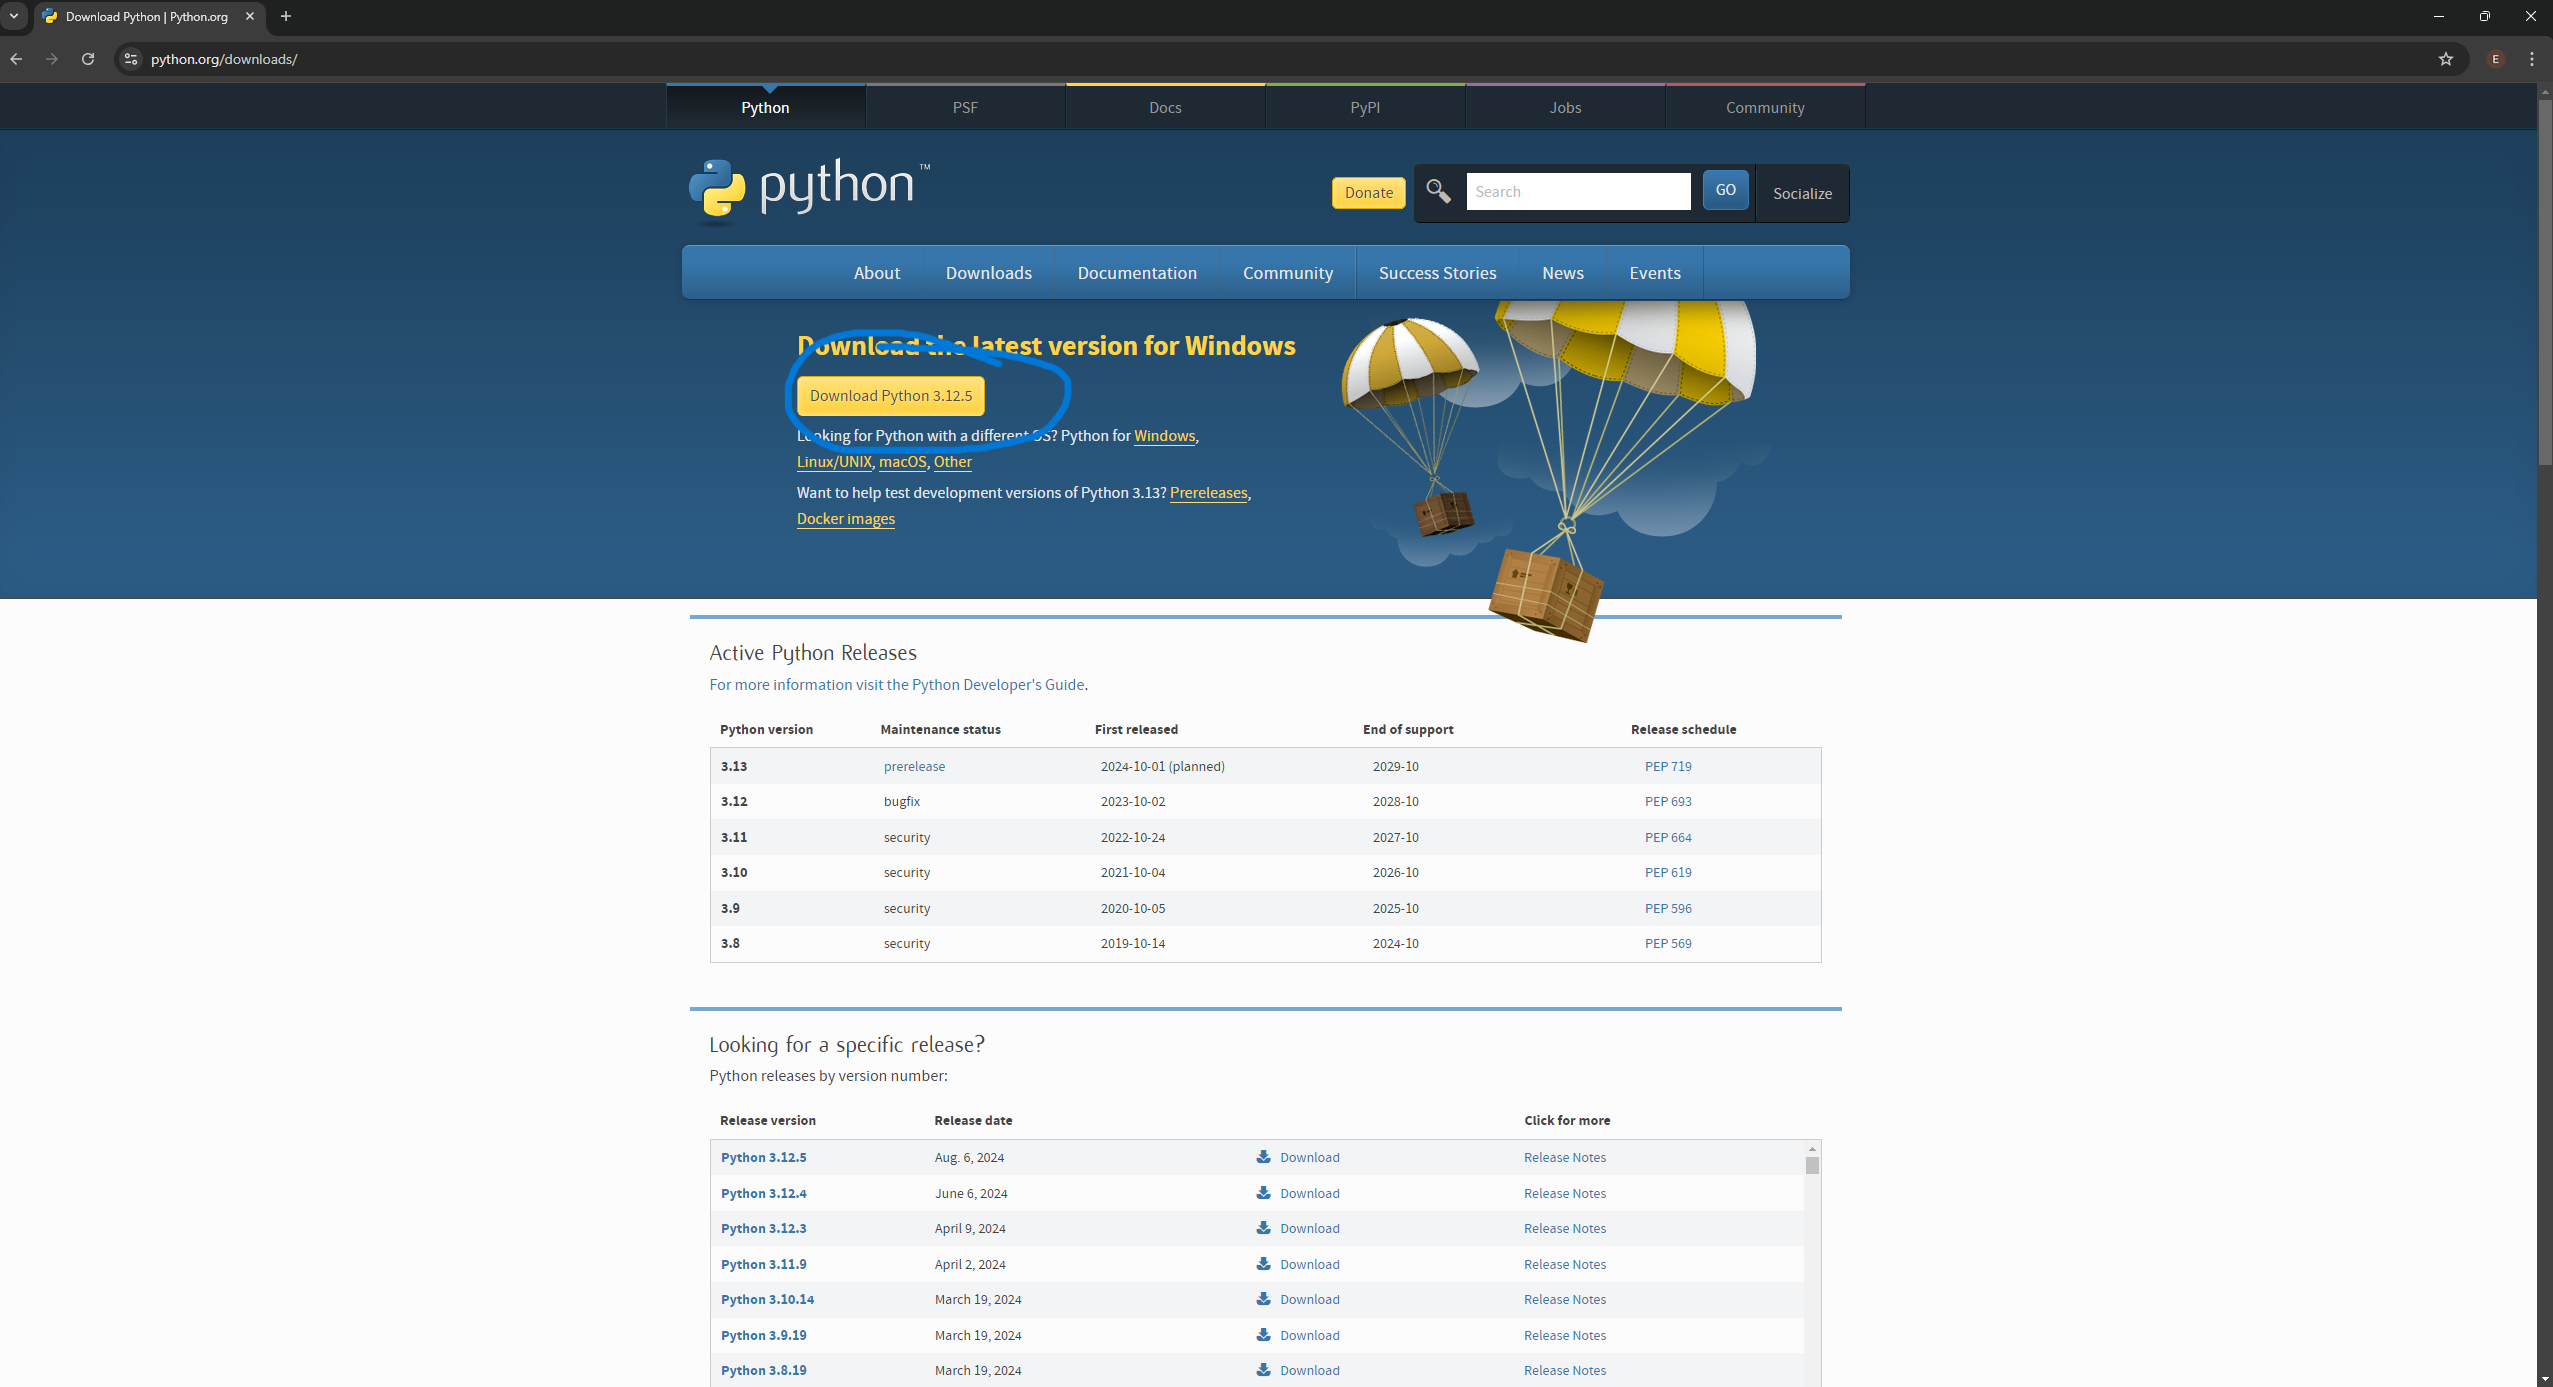 Download Python | Python.org
python.org/downloads/
E
Python PSF Docs PyPI Jobs Community
python™
Donate Search GO Socialize
About Downloads Documentation Community Success Stories News Events
Download the latest version for Windows
Download Python 3.12.5
Looking for Python with a different OS? Python for Windows,
Linux/UNIX, macOS, Other
Want to help test development versions of Python 3.13? Prereleases,
Docker images
Active Python Releases
For more information visit the Python Developer's Guide.
Python version Maintenance status First released End of support Release schedule
3.13 prerelease 2024-10-01 (planned) 2029-10 PEP 719
3.12 bugfix 2023-10-02 2028-10 PEP 693
3.11 security 2022-10-24 2027-10 PEP 664
3.10 security 2021-10-04 2026-10 PEP 619
3.9 security 2020-10-05 2025-10 PEP 596
3.8 security 2019-10-14 2024-10 PEP 569
Looking for a specific release?
Python releases by version number:
Release version Release date Click for more
Python 3.12.5 Aug. 6, 2024 Download Release Notes
Python 3.12.4 June 6, 2024 Download Release Notes
Python 3.12.3 April 9, 2024 Download Release Notes
Python 3.11.9 April 2, 2024 Download Release Notes
Python 3.10.14 March 19, 2024 Download Release Notes
Python 3.9.19 March 19, 2024 Download Release Notes
Python 3.8.19 March 19, 2024 Download Release Notes